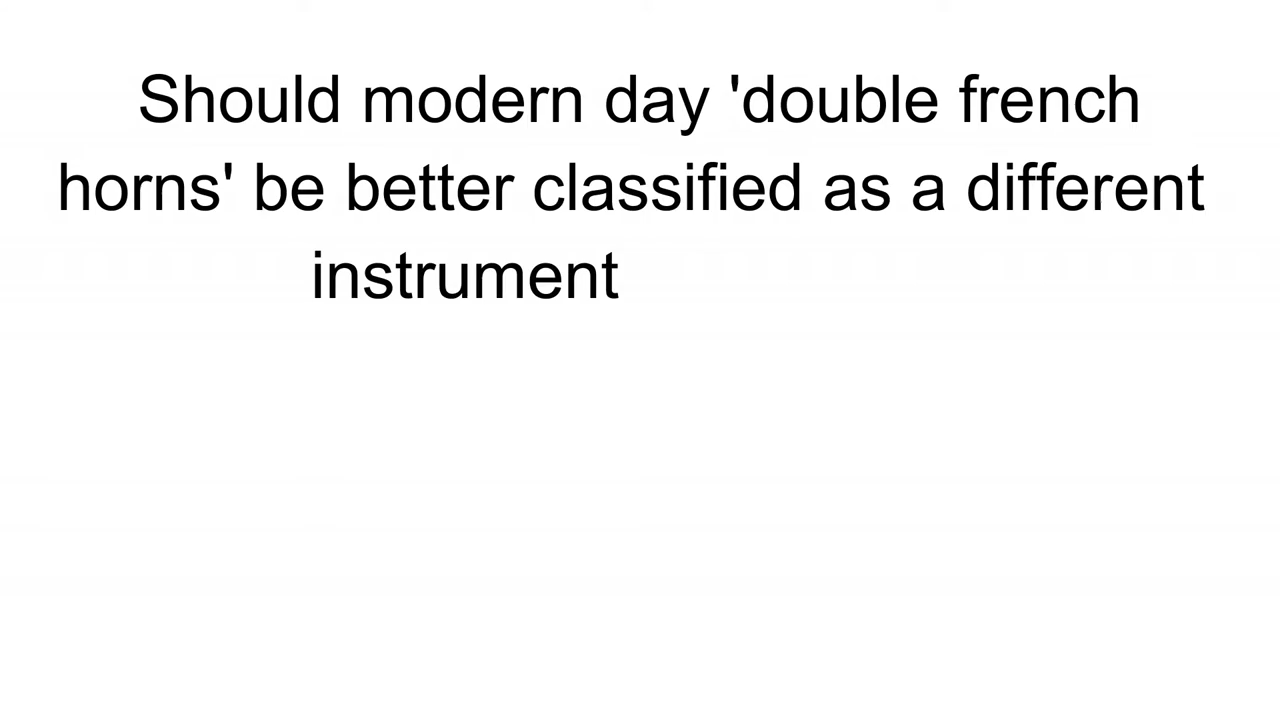 Should modern day 'double french
horns' be better classified as a different
instrument